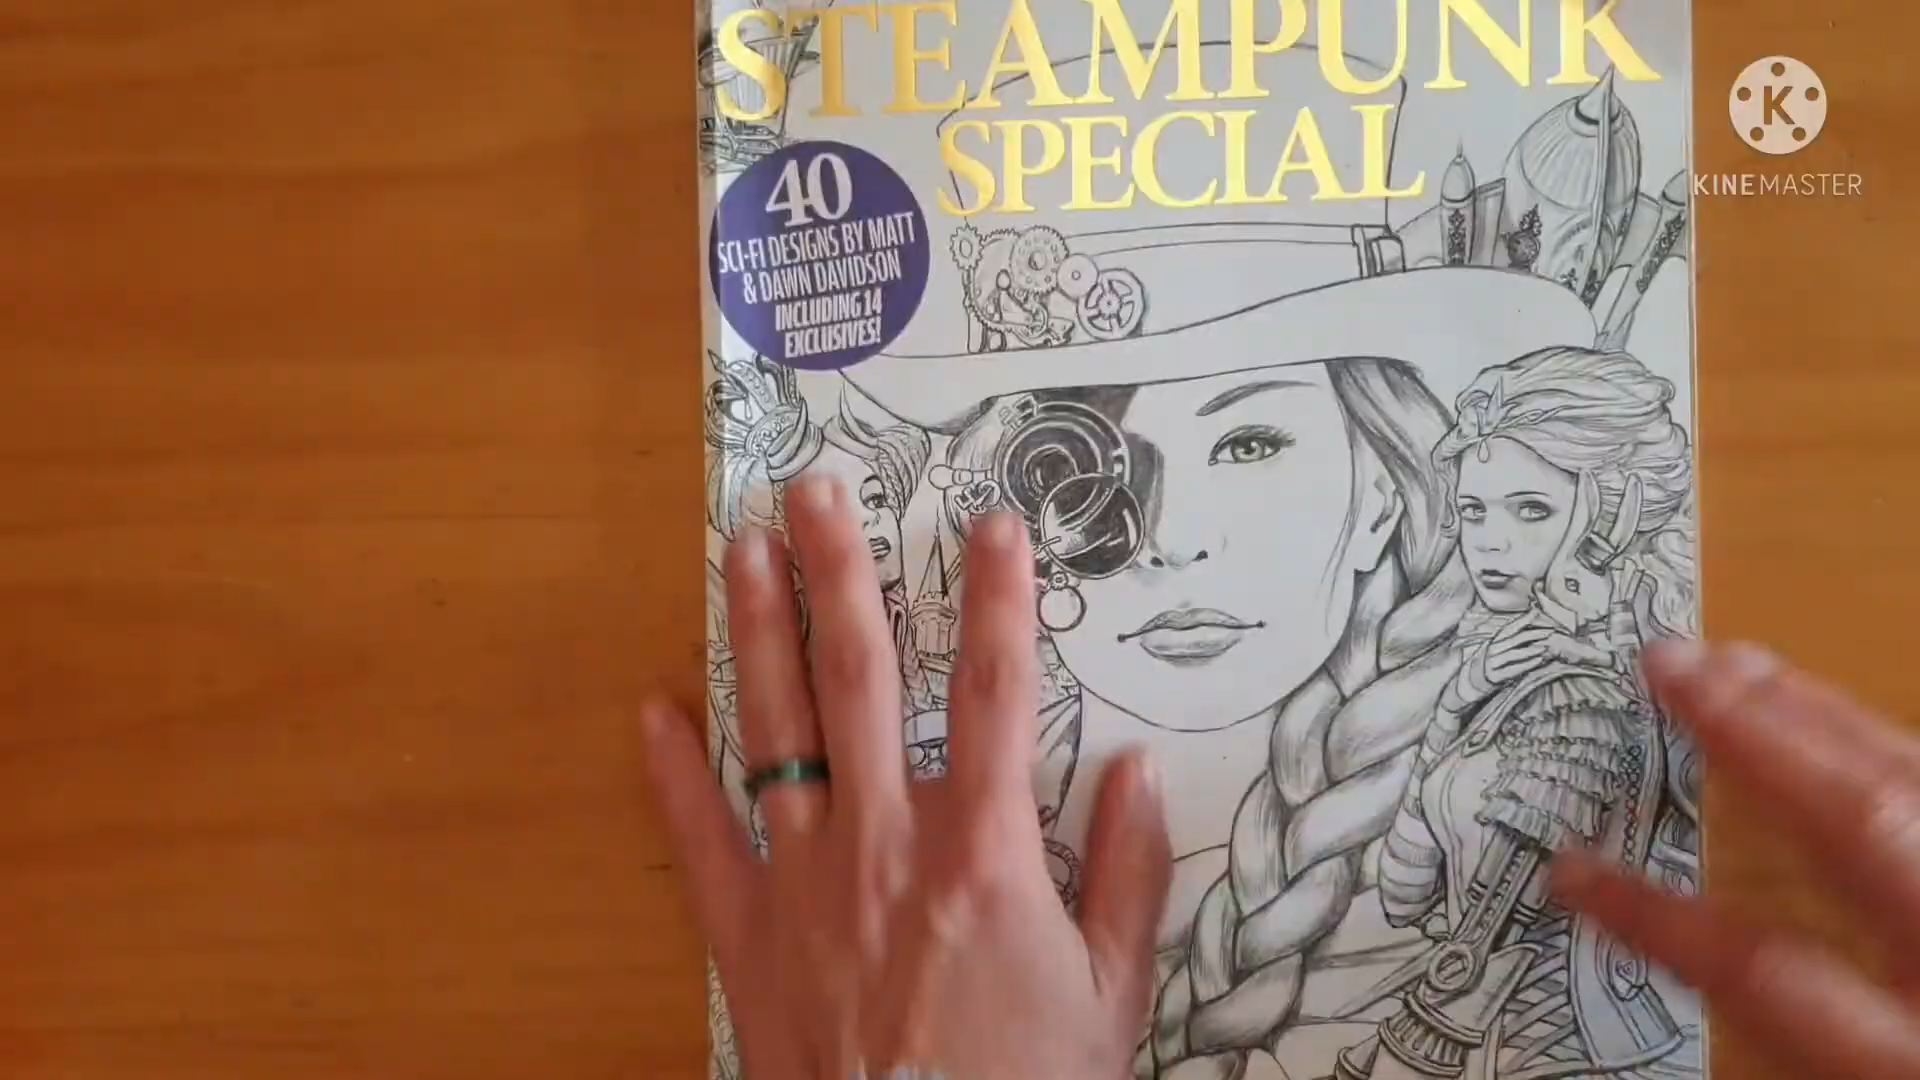 STEAMPUNK
SPECIAL
40
SCI-FI DESIGNS BY MATT
& DAWN DAVIDSON
INCLUDING 14
EXCLUSIVES!
K
KINEMASTER